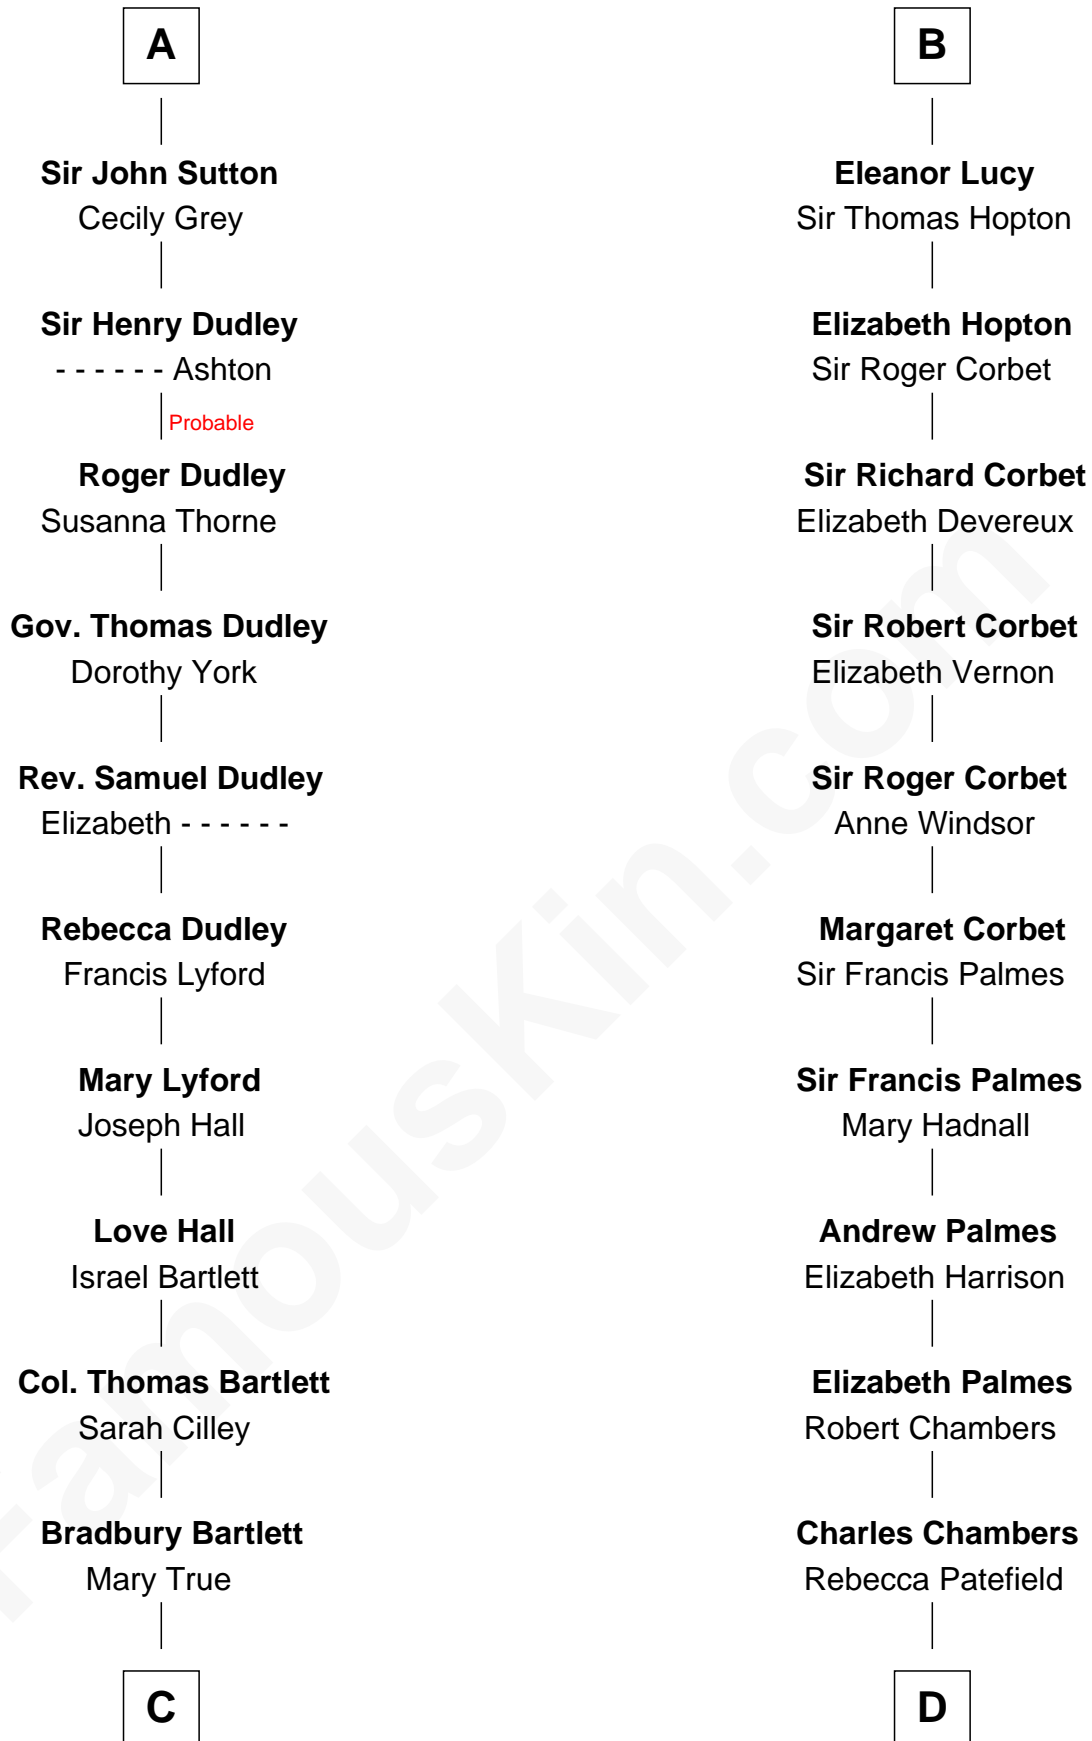 A
Sir John Sutton
Cecily Grey
Sir Henry Dudley
- - - - - - Ashton
Probable
Roger Dudley
Susanna Thorne
Gov. Thomas Dudley
Dorothy York
Rev. Samuel Dudley
Elizabeth - - - - - -
Rebecca Dudley
Francis Lyford
Mary Lyford
Joseph Hall
Love Hall
Israel Bartlett
Col. Thomas Bartlett
Sarah Cilley
Bradbury Bartlett
Mary True
C
B
Eleanor Lucy
Sir Thomas Hopton
Elizabeth Hopton
Sir Roger Corbet
Sir Richard Corbet
Elizabeth Devereux
Sir Robert Corbet
Elizabeth Vernon
Sir Roger Corbet
Anne Windsor
Margaret Corbet
Sir Francis Palmes
Sir Francis Palmes
Mary Hadnall
Andrew Palmes
Elizabeth Harrison
Elizabeth Palmes
Robert Chambers
Charles Chambers
Rebecca Patefield
D
FamousKin.com